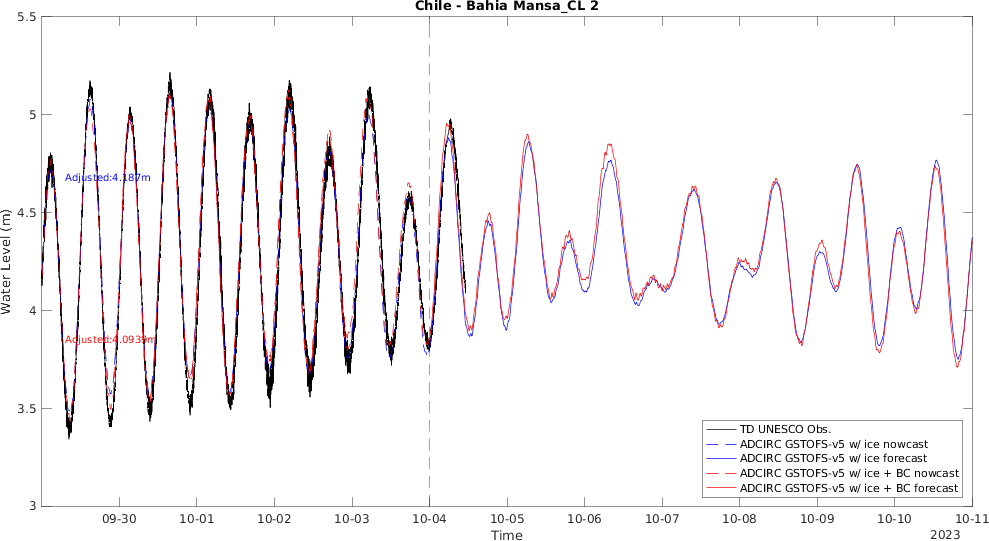 Chile - Bahia Mansa_CL 2
5.5
5
4.5
4
3.5
3
Water Level (m)
Adjusted:4.187m
Adjusted:4.0939m
TD UNESCO Obs.
ADCIRC GSTOFS-v5 w/ ice nowcast
ADCIRC GSTOFS-v5 w/ ice forecast
ADCIRC GSTOFS-v5 w/ ice + BC nowcast
ADCIRC GSTOFS-v5 w/ ice + BC forecast
09-30 10-01 10-02 10-03 10-04 10-05 10-06 10-07 10-08 10-09 10-10 10-11
Time
2023